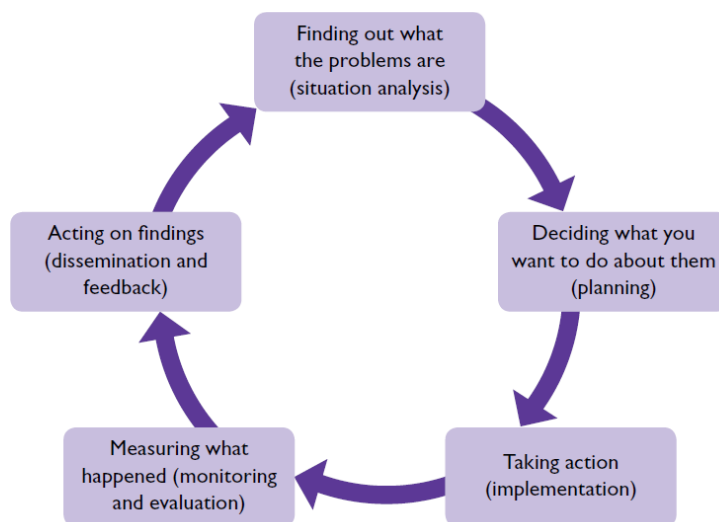 Finding out what
the problems are
(situation analysis)
Deciding what you
want to do about them
(planning)
Taking action
(implementation)
Measuring what
happened (monitoring
and evaluation)
Acting on findings
(dissemination and
feedback)